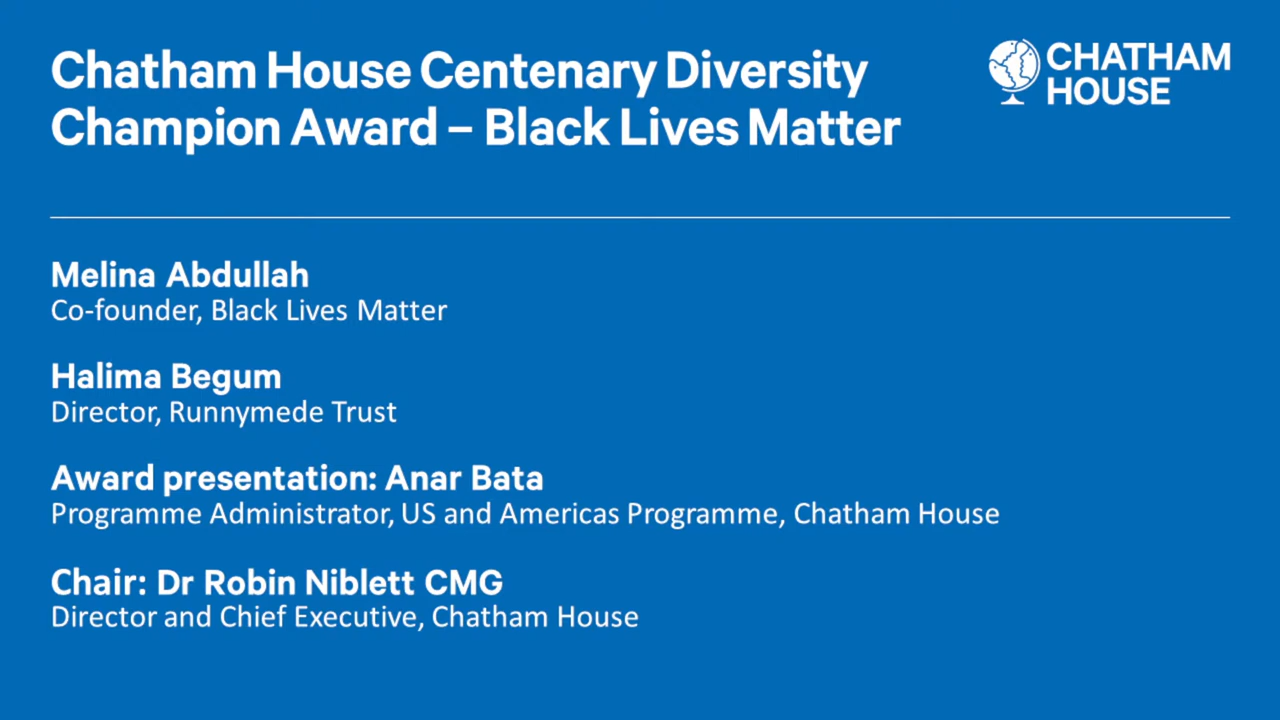 Chatham House Centenary Diversity
Champion Award – Black Lives Matter
CHATHAM
HOUSE
Melina Abdullah
Co-founder, Black Lives Matter
Halima Begum
Director, Runnymede Trust
Award presentation: Anar Bata
Programme Administrator, US and Americas Programme, Chatham House
Chair: Dr Robin Niblett CMG
Director and Chief Executive, Chatham House